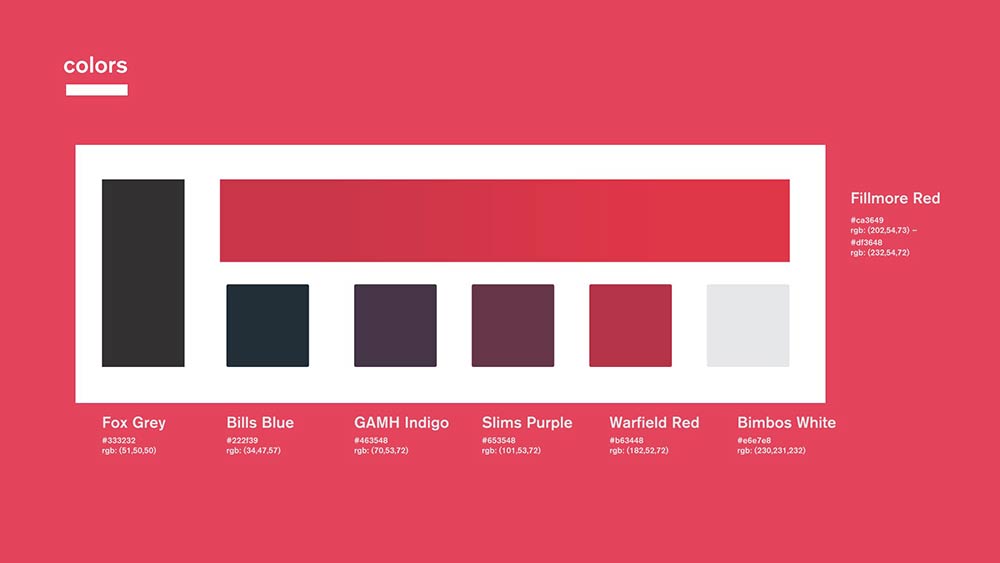 colors
Fillmore Red
#ca3649
rgb: (202,54,73) –
#df3648
rgb: (232,54,72)
Fox Grey
#333232
rgb: (51,50,50)
Bills Blue
#222f39
rgb: (34,47,57)
GAMH Indigo
#463548
rgb: (70,53,72)
Slims Purple
#653548
rgb: (101,53,72)
Warfield Red
#b63448
rgb: (182,52,72)
Bimbos White
#e6e7e8
rgb: (230,231,232)